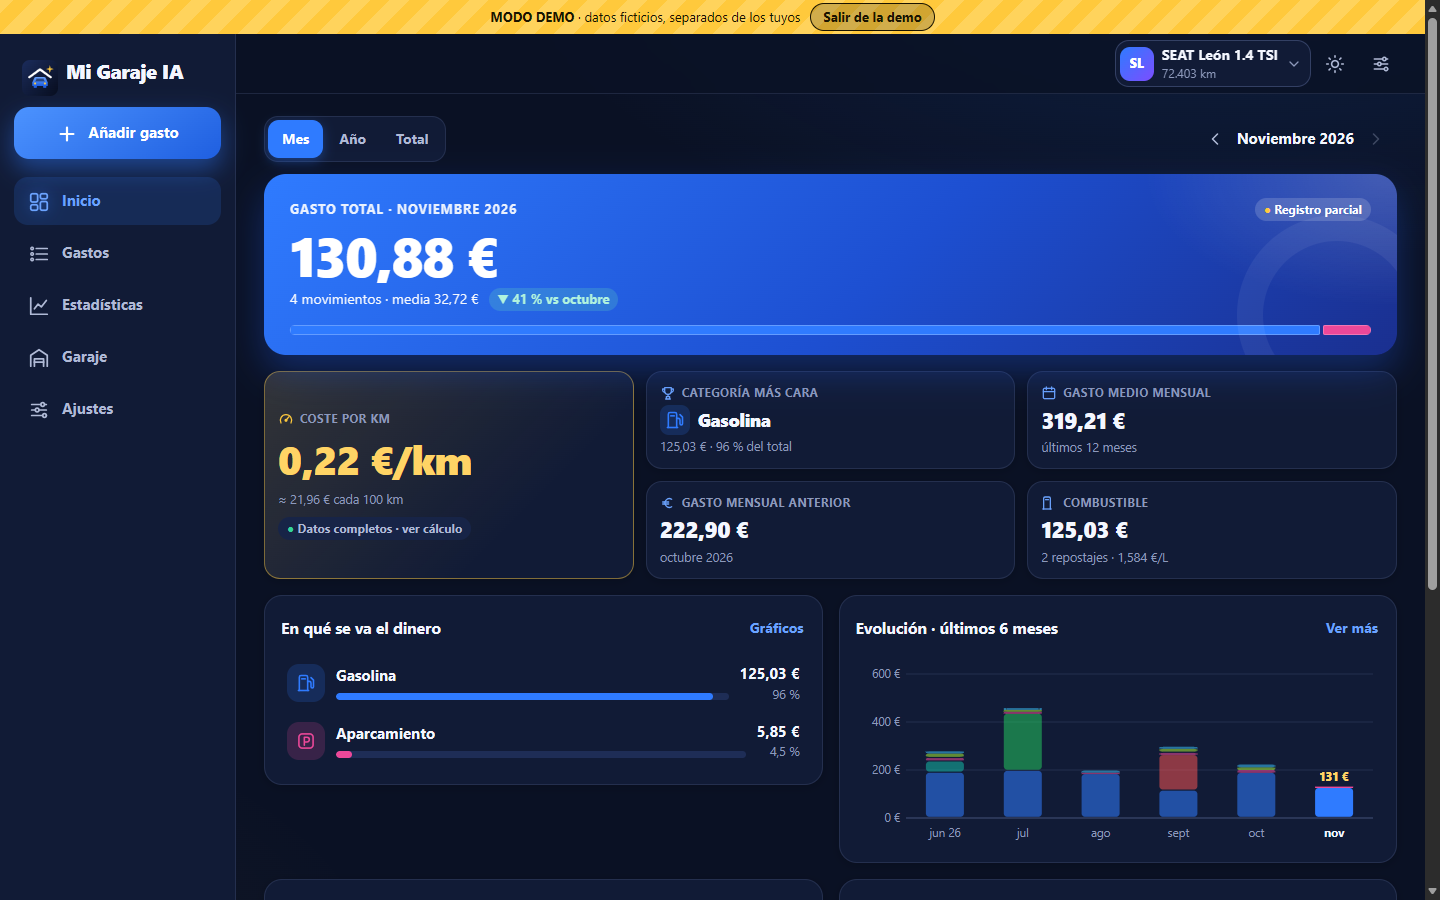 MODO DEMO · datos ficticios, separados de los tuyos
Salir de la demo
Mi Garaje IA
SL
SEAT León 1.4 TSI
72.403 km
Añadir gasto
Inicio
Gastos
Estadísticas
Garaje
Ajustes
Mes
Año
Total
Noviembre 2026
GASTO TOTAL · NOVIEMBRE 2026
Registro parcial
130,88 €
4 movimientos · media 32,72 €
▼ 41 % vs octubre
COSTE POR KM
0,22 €/km
≈ 21,96 € cada 100 km
Datos completos · ver cálculo
CATEGORÍA MÁS CARA
Gasolina
125,03 € · 96 % del total
GASTO MEDIO MENSUAL
319,21 €
últimos 12 meses
GASTO MENSUAL ANTERIOR
222,90 €
octubre 2026
COMBUSTIBLE
125,03 €
2 repostajes · 1,584 €/L
En qué se va el dinero
Gráficos
Gasolina
125,03 €
96 %
P
Aparcamiento
5,85 €
4,5 %
Evolución · últimos 6 meses
Ver más
600 €
400 €
200 €
0 €
131 €
jun 26
jul
ago
sept
oct
nov